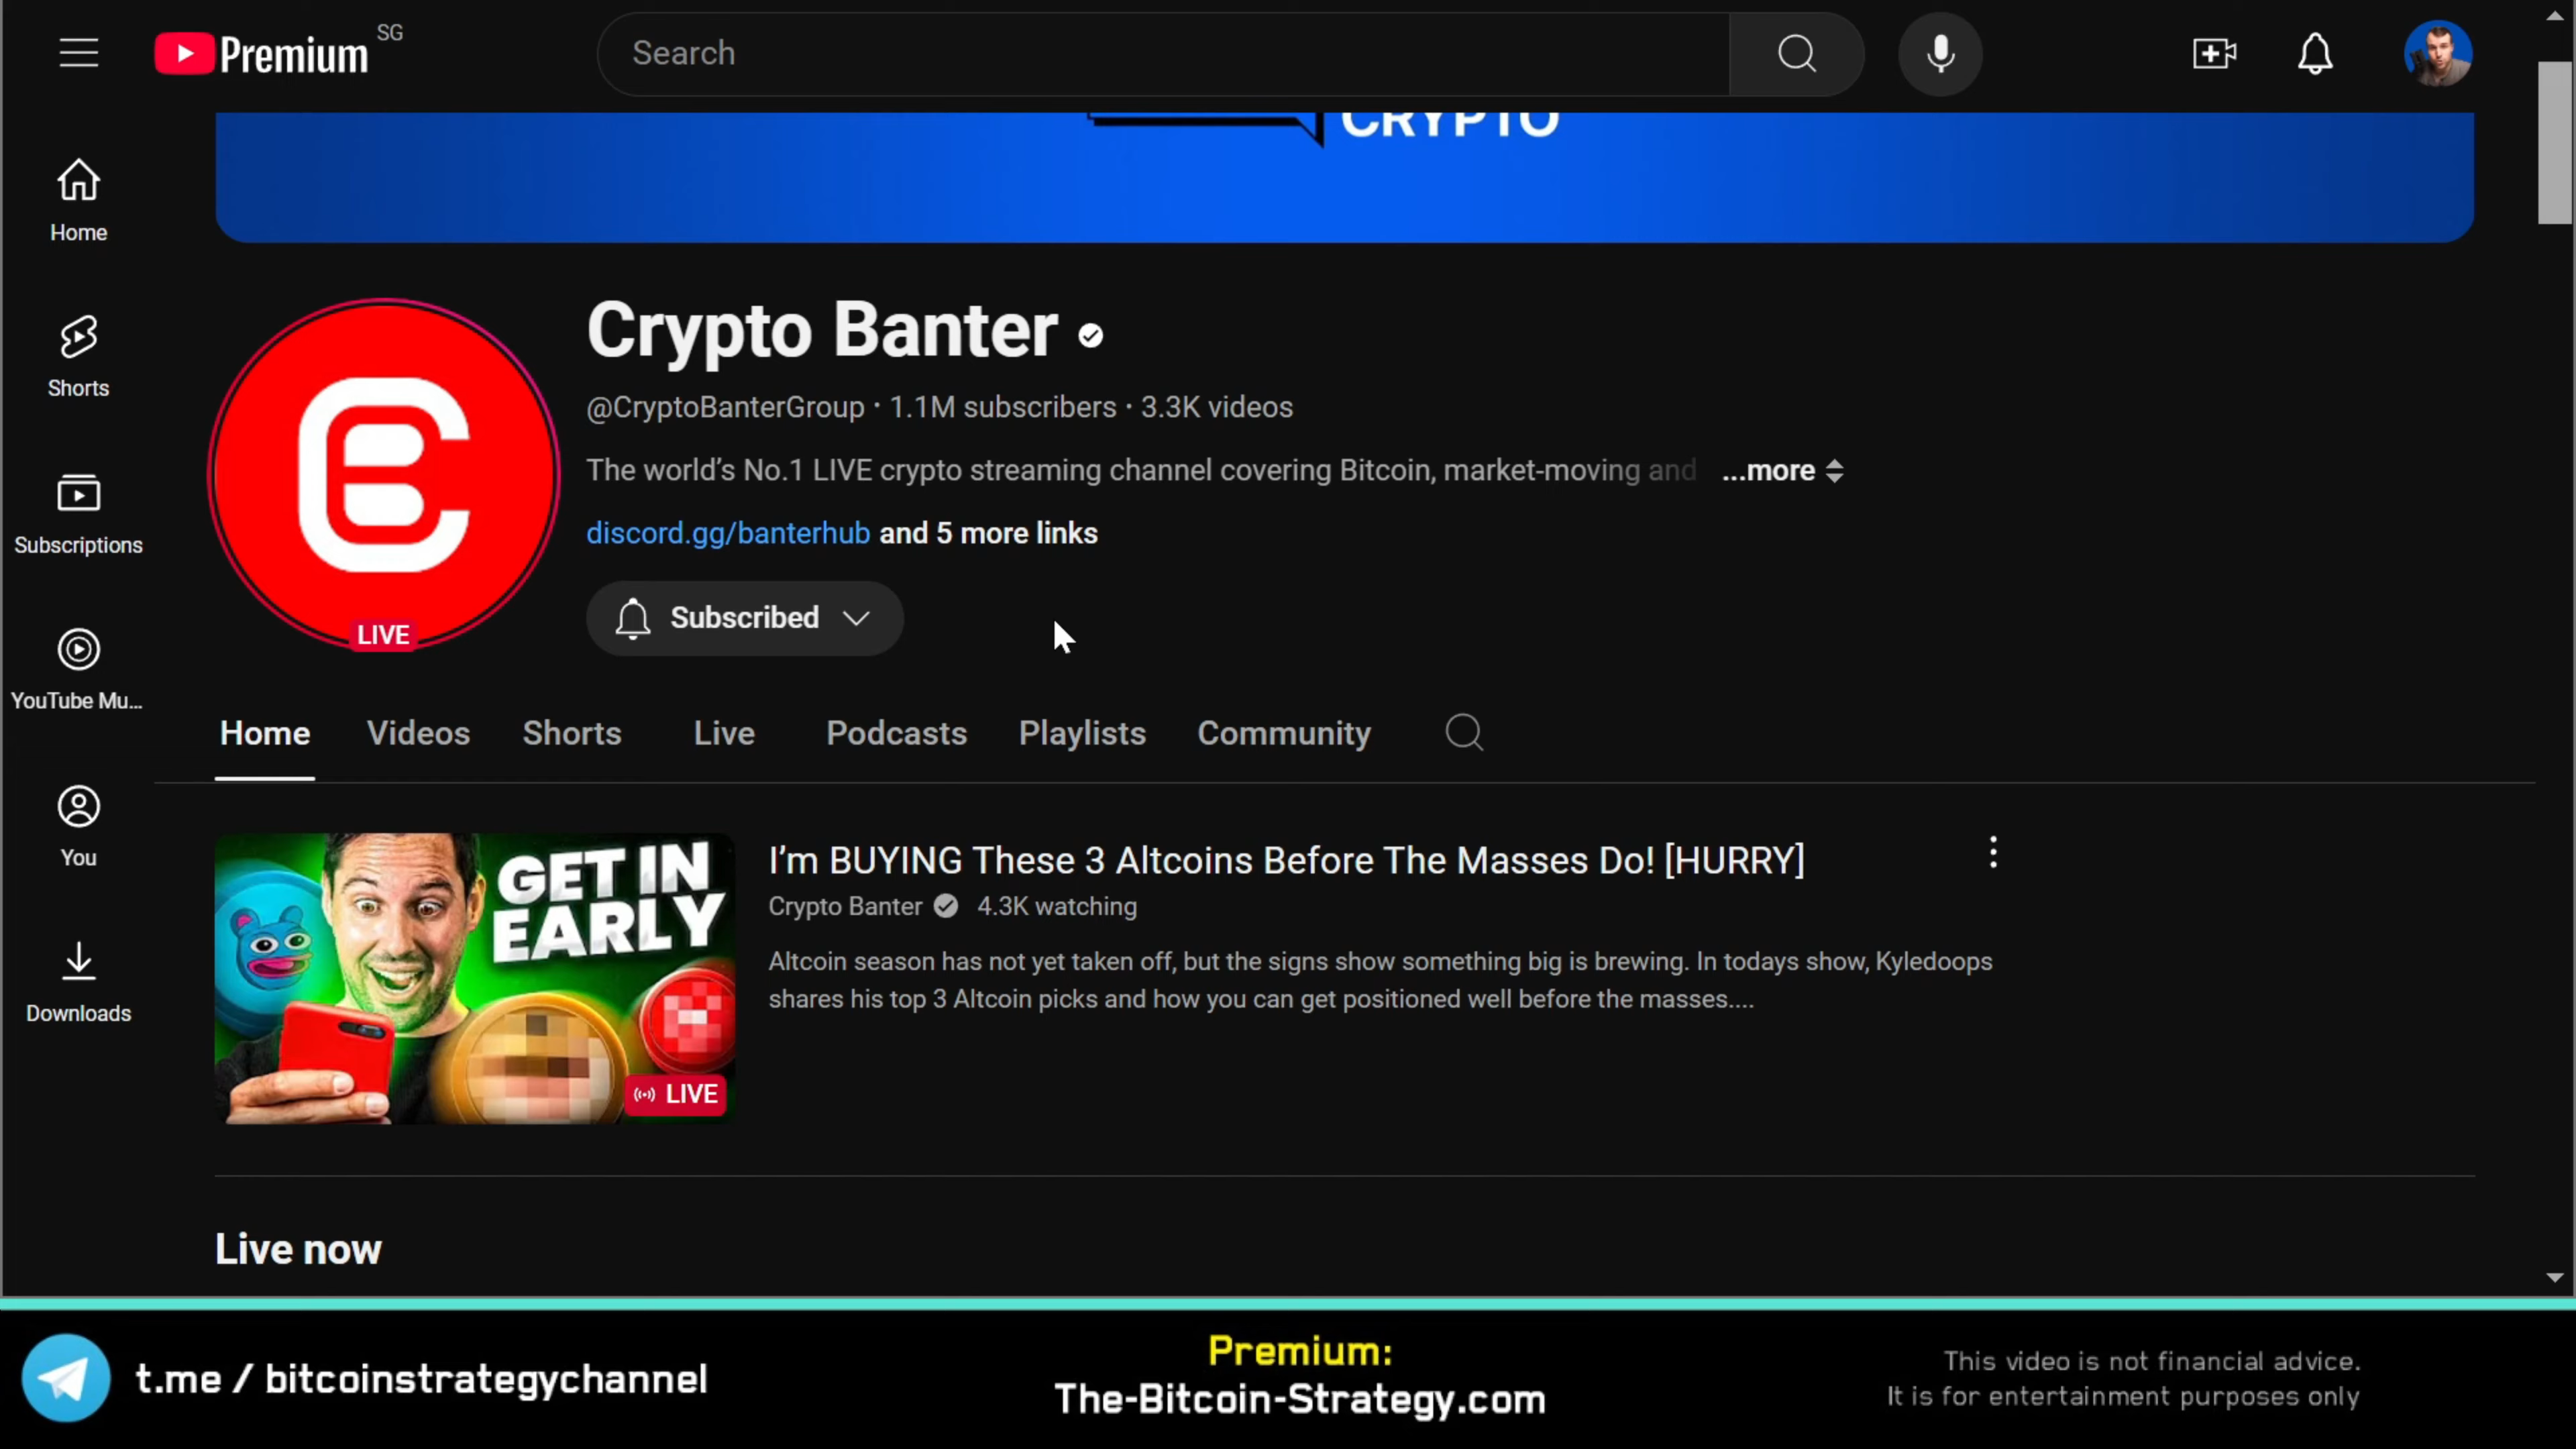 Premium SG
Search
CRYPTO
Home
Shorts
Subscriptions
YouTube Mu...
You
Downloads
Crypto Banter
@CryptoBanterGroup · 1.1M subscribers · 3.3K videos
The world's No.1 LIVE crypto streaming channel covering Bitcoin, market-moving and ...more
discord.gg/banterhub and 5 more links
LIVE
Subscribed
Home Videos Shorts Live Podcasts Playlists Community
GET IN
EARLY
LIVE
I'm BUYING These 3 Altcoins Before The Masses Do! [HURRY]
Crypto Banter 4.3K watching
Altcoin season has not yet taken off, but the signs show something big is brewing. In todays show, Kyledoops
shares his top 3 Altcoin picks and how you can get positioned well before the masses....
Live now
t.me / bitcoinstrategychannel
Premium:
The-Bitcoin-Strategy.com
This video is not financial advice.
It is for entertainment purposes only